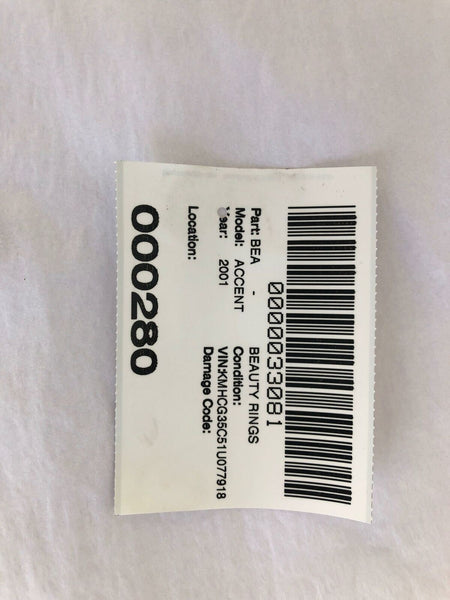 0000033081
Part: BEA - BEAUTY RINGS
Model: ACCENT Condition:
Year: 2001 VIN:KMHCG35C51U077918
Damage Code:
Location:
000280